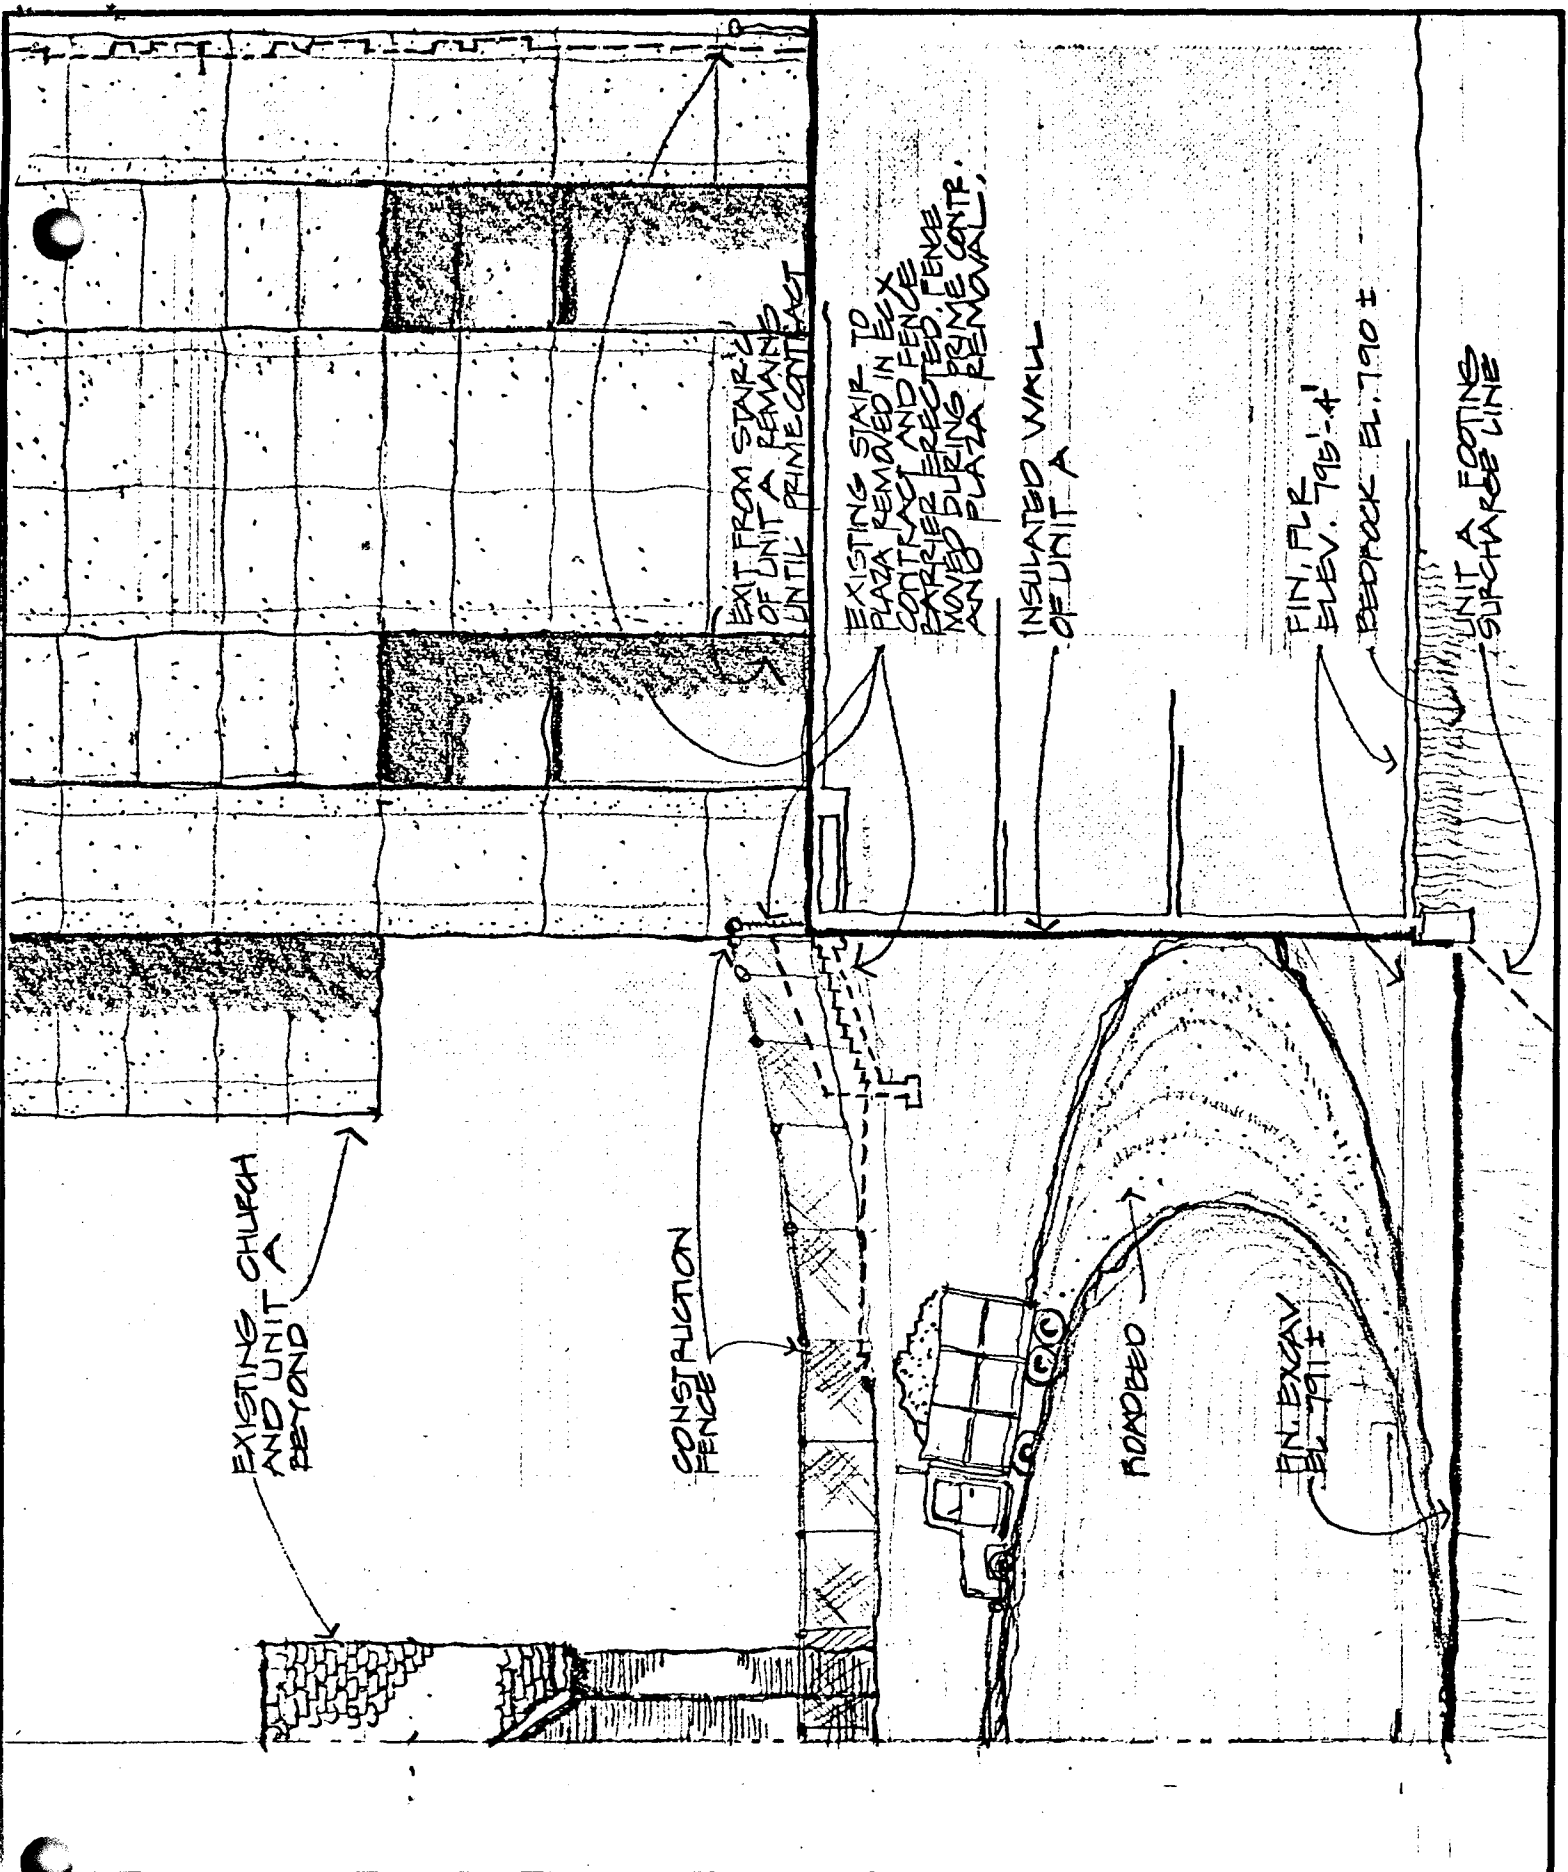 EXISTING CHURCH
AND UNIT A
BEYOND
CONSTRUCTION
FENCE
EXIT FROM STAIR C
OF UNIT A REMAINS
UNTIL PRIME CONTRACT
EXISTING STAIR TO
PLAZA REMOVED IN ECX
CONTRACT AND FENCE
BARRIER ERECTED. FENCE
MOVED DURING PRIME CONTR.
AND PLAZA REMOVAL.
INSULATED WALL
OF UNIT A
ROADBED
FIN. EXCAV
EL. 791±
FIN. FLR
ELEV. 795'-4"
BEDROCK EL. 790 ±
UNIT A FOOTING
SURCHARGE LINE